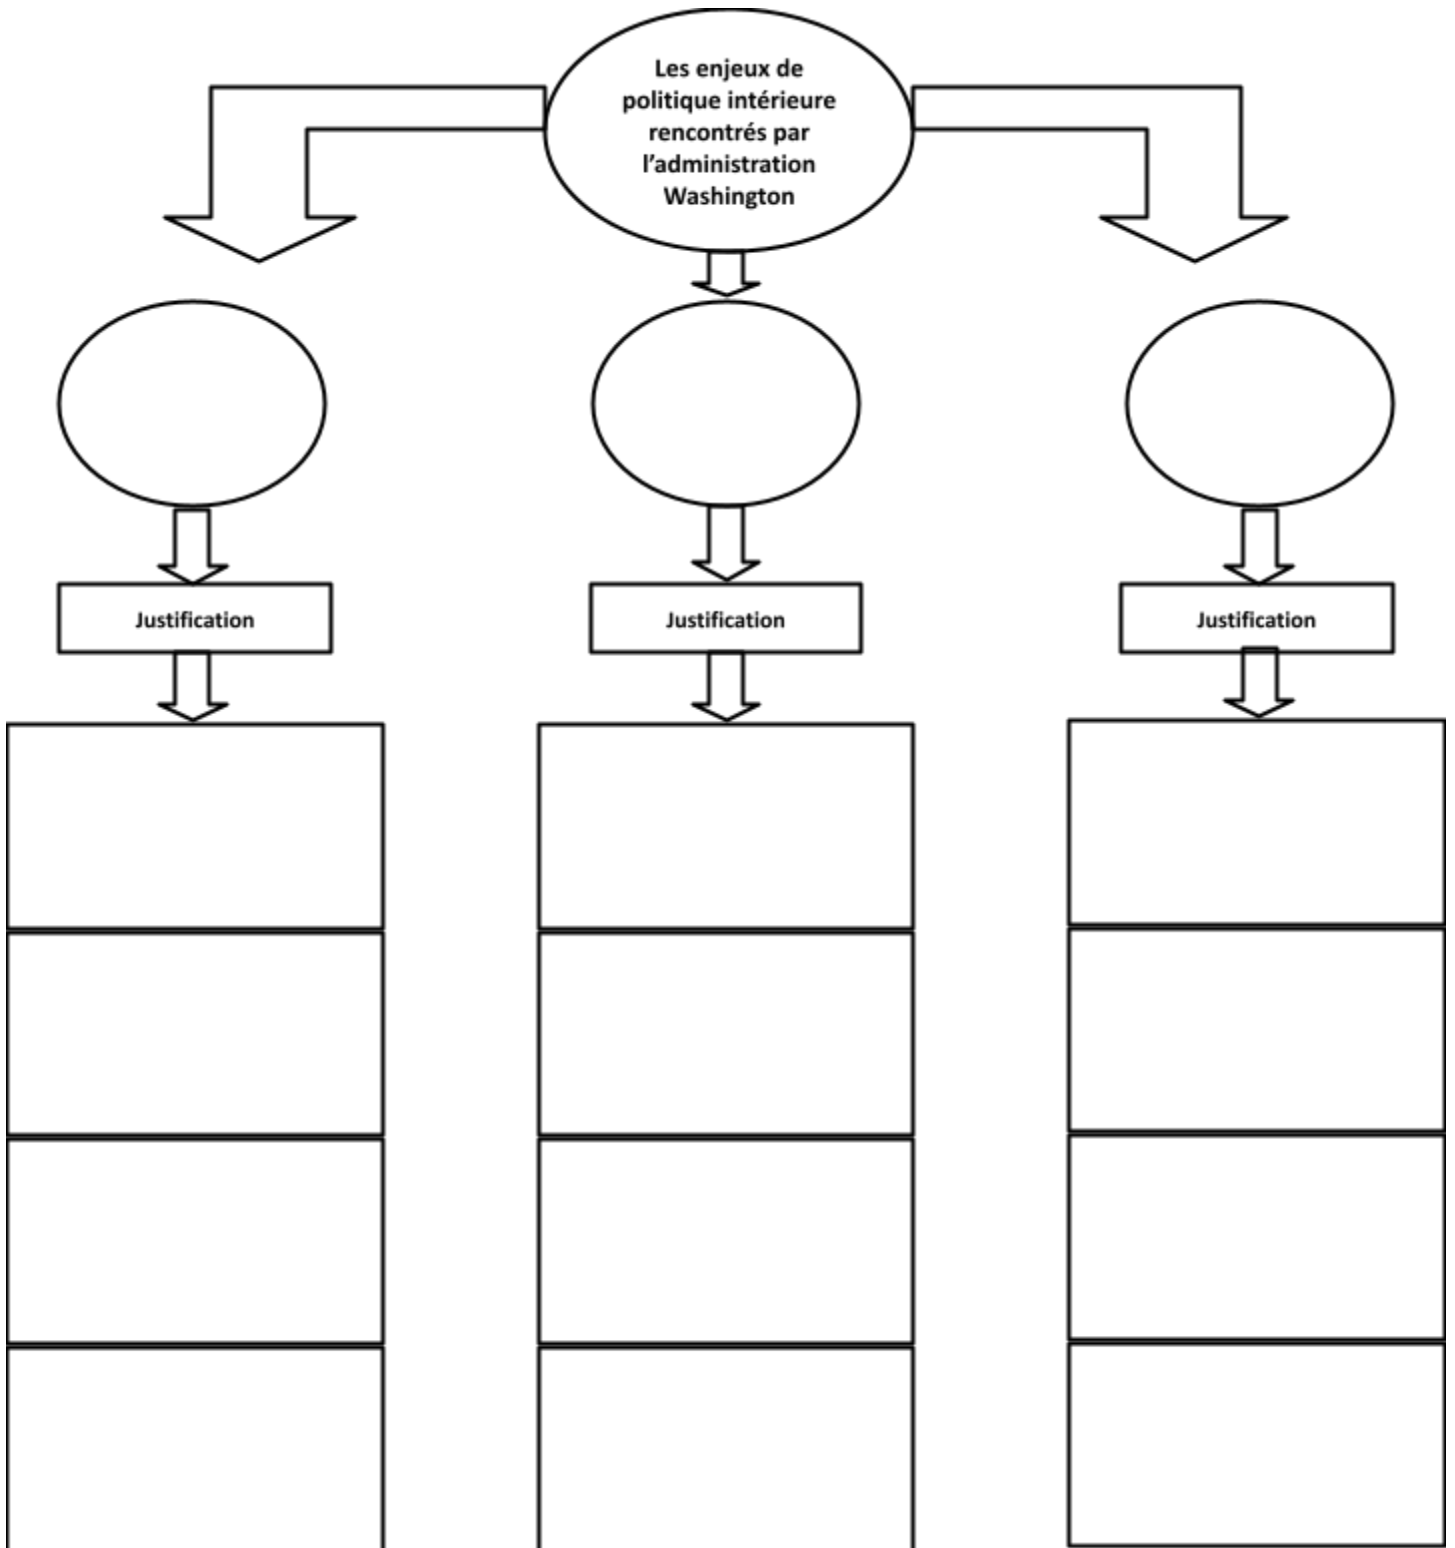 Les enjeux de
politique intérieure
rencontrés par
l’administration
Washington
Justification
Justification
Justification